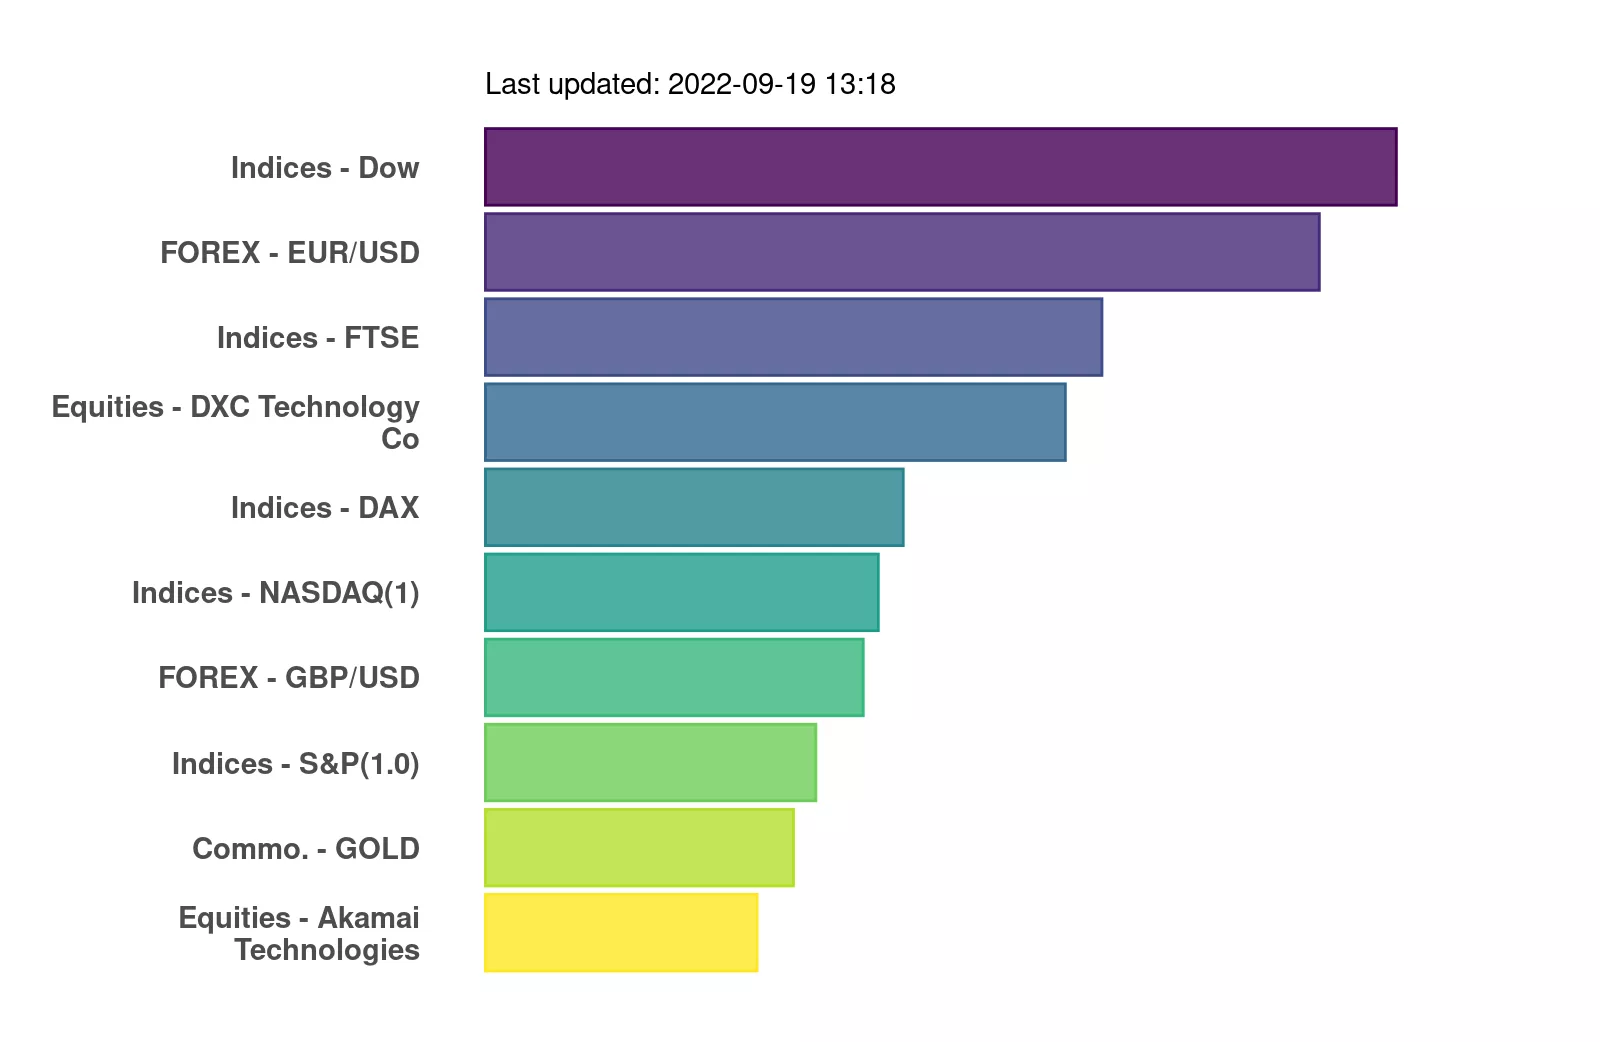 Last updated: 2022-09-19 13:18
Indices - Dow
FOREX - EUR/USD
Indices - FTSE
Equities - DXC Technology
Co
Indices - DAX
Indices - NASDAQ(1)
FOREX - GBP/USD
Indices - S&P(1.0)
Commo. - GOLD
Equities - Akamai
Technologies